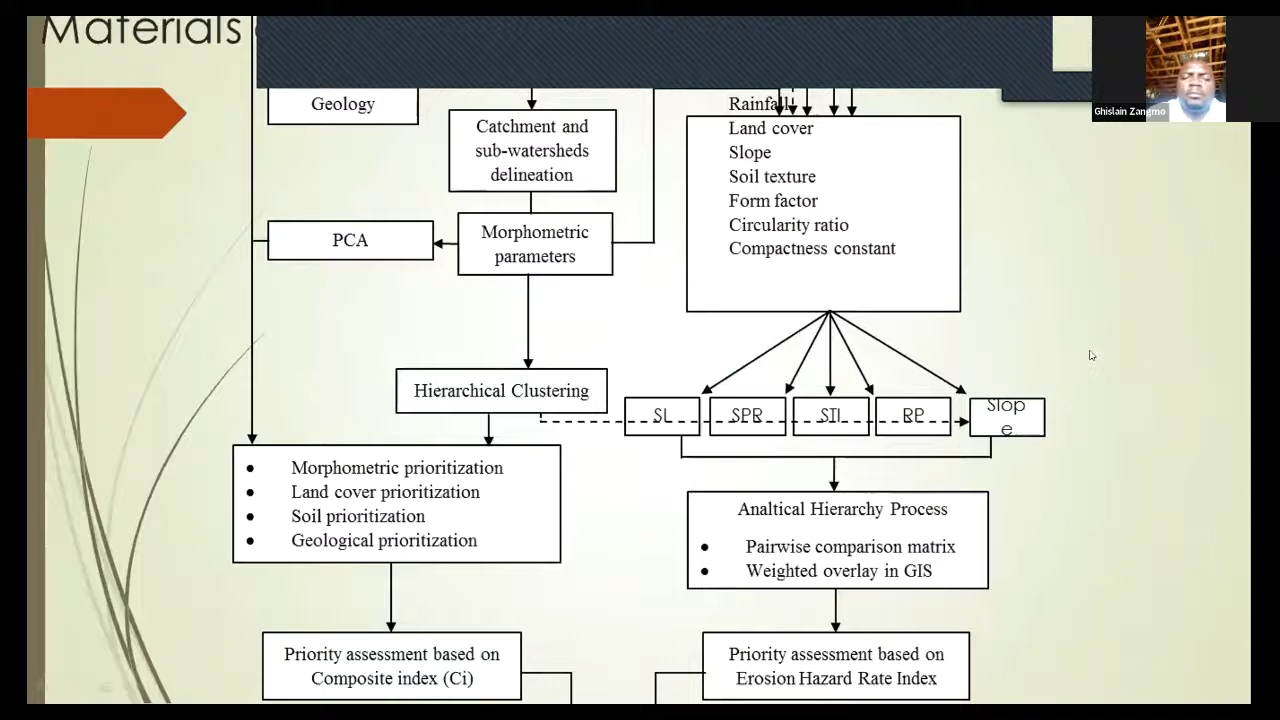 Materials
Ghislain Zangmo
Geology
Catchment and
sub-watersheds
delineation
PCA
Morphometric
parameters
Rainfall
Land cover
Slope
Soil texture
Form factor
Circularity ratio
Compactness constant
Hierarchical Clustering
SL
SPR
STI
RP
Slop
e
Morphometric prioritization
Land cover prioritization
Soil prioritization
Geological prioritization
Analtical Hierarchy Process
Pairwise comparison matrix
Weighted overlay in GIS
Priority assessment based on
Composite index (Ci)
Priority assessment based on
Erosion Hazard Rate Index